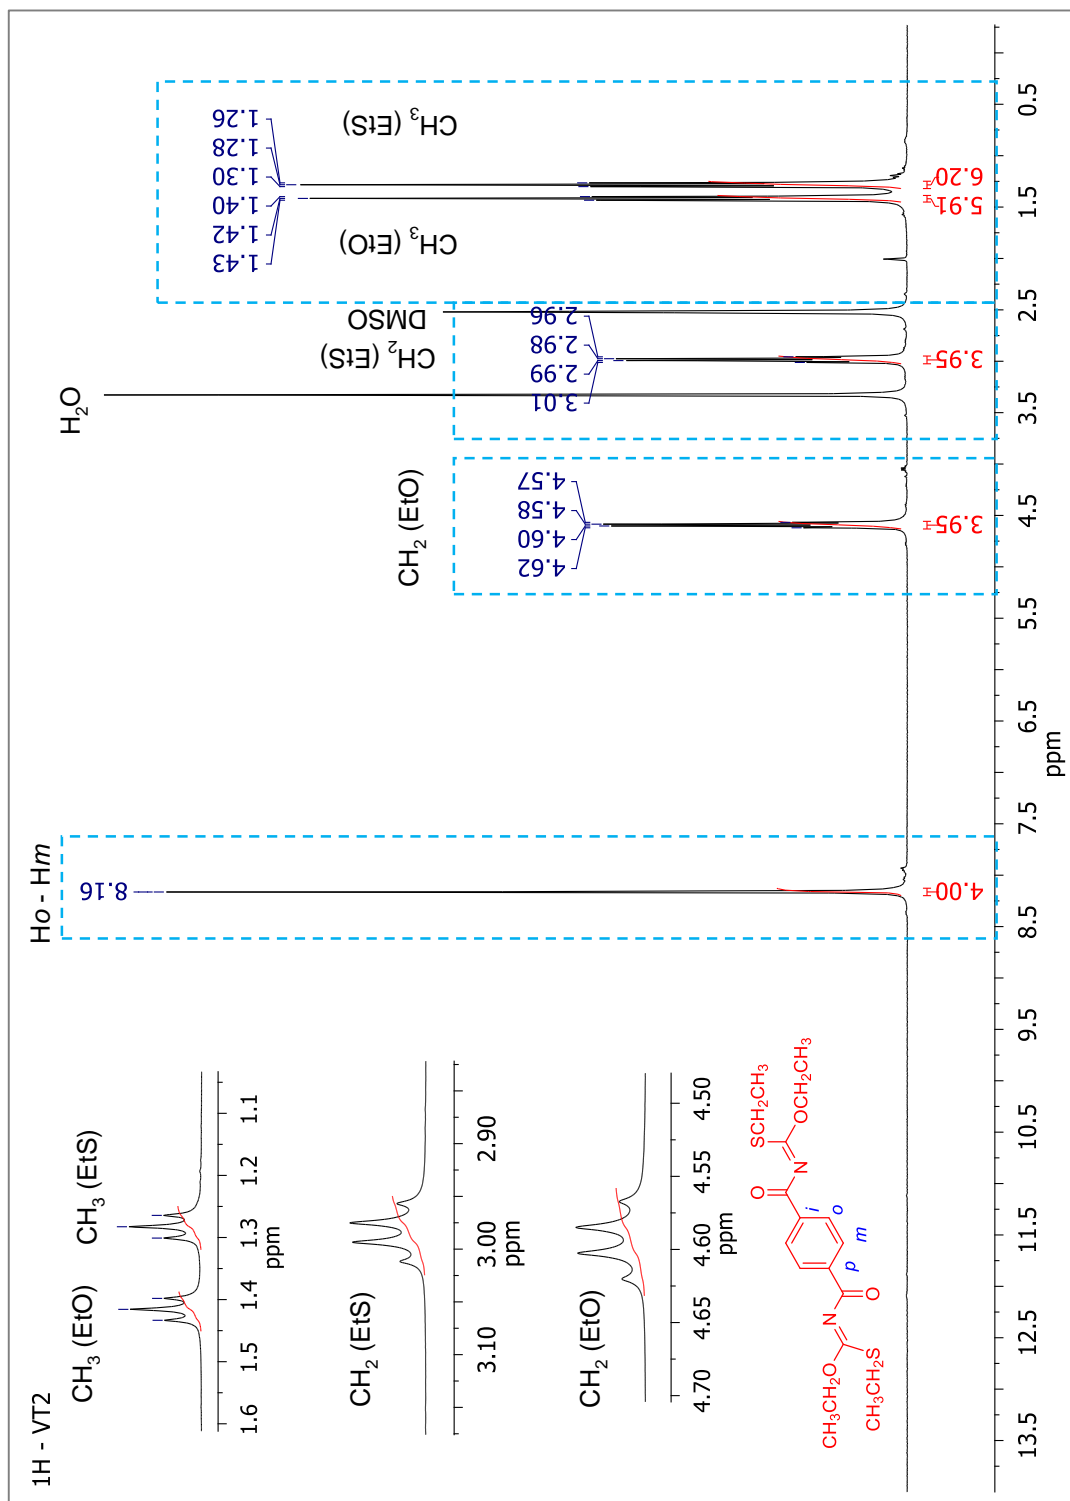 1H - VT2
Ho - Hm
8.16
H₂O
CH₂ (EtO)
4.62
4.60
4.58
4.57
CH₂ (EtS)
DMSO
3.01
2.99
2.98
2.96
CH₃ (EtO)
CH₃ (EtS)
1.43
1.42
1.40
1.30
1.28
1.26
CH₃ (EtO)
CH₃ (EtS)
1.6
1.5
1.4
1.3
1.2
1.1
ppm
CH₂ (EtS)
3.10
3.00
2.90
ppm
CH₂ (EtO)
4.70
4.65
4.60
4.55
4.50
ppm
CH₃CH₂O
CH₃CH₂S
N
O
p
m
o
i
O
N
SCH₂CH₃
OCH₂CH₃
4.00
3.95
3.95
5.91
6.20
13.5
12.5
11.5
10.5
9.5
8.5
7.5
6.5
5.5
4.5
3.5
2.5
1.5
0.5
ppm